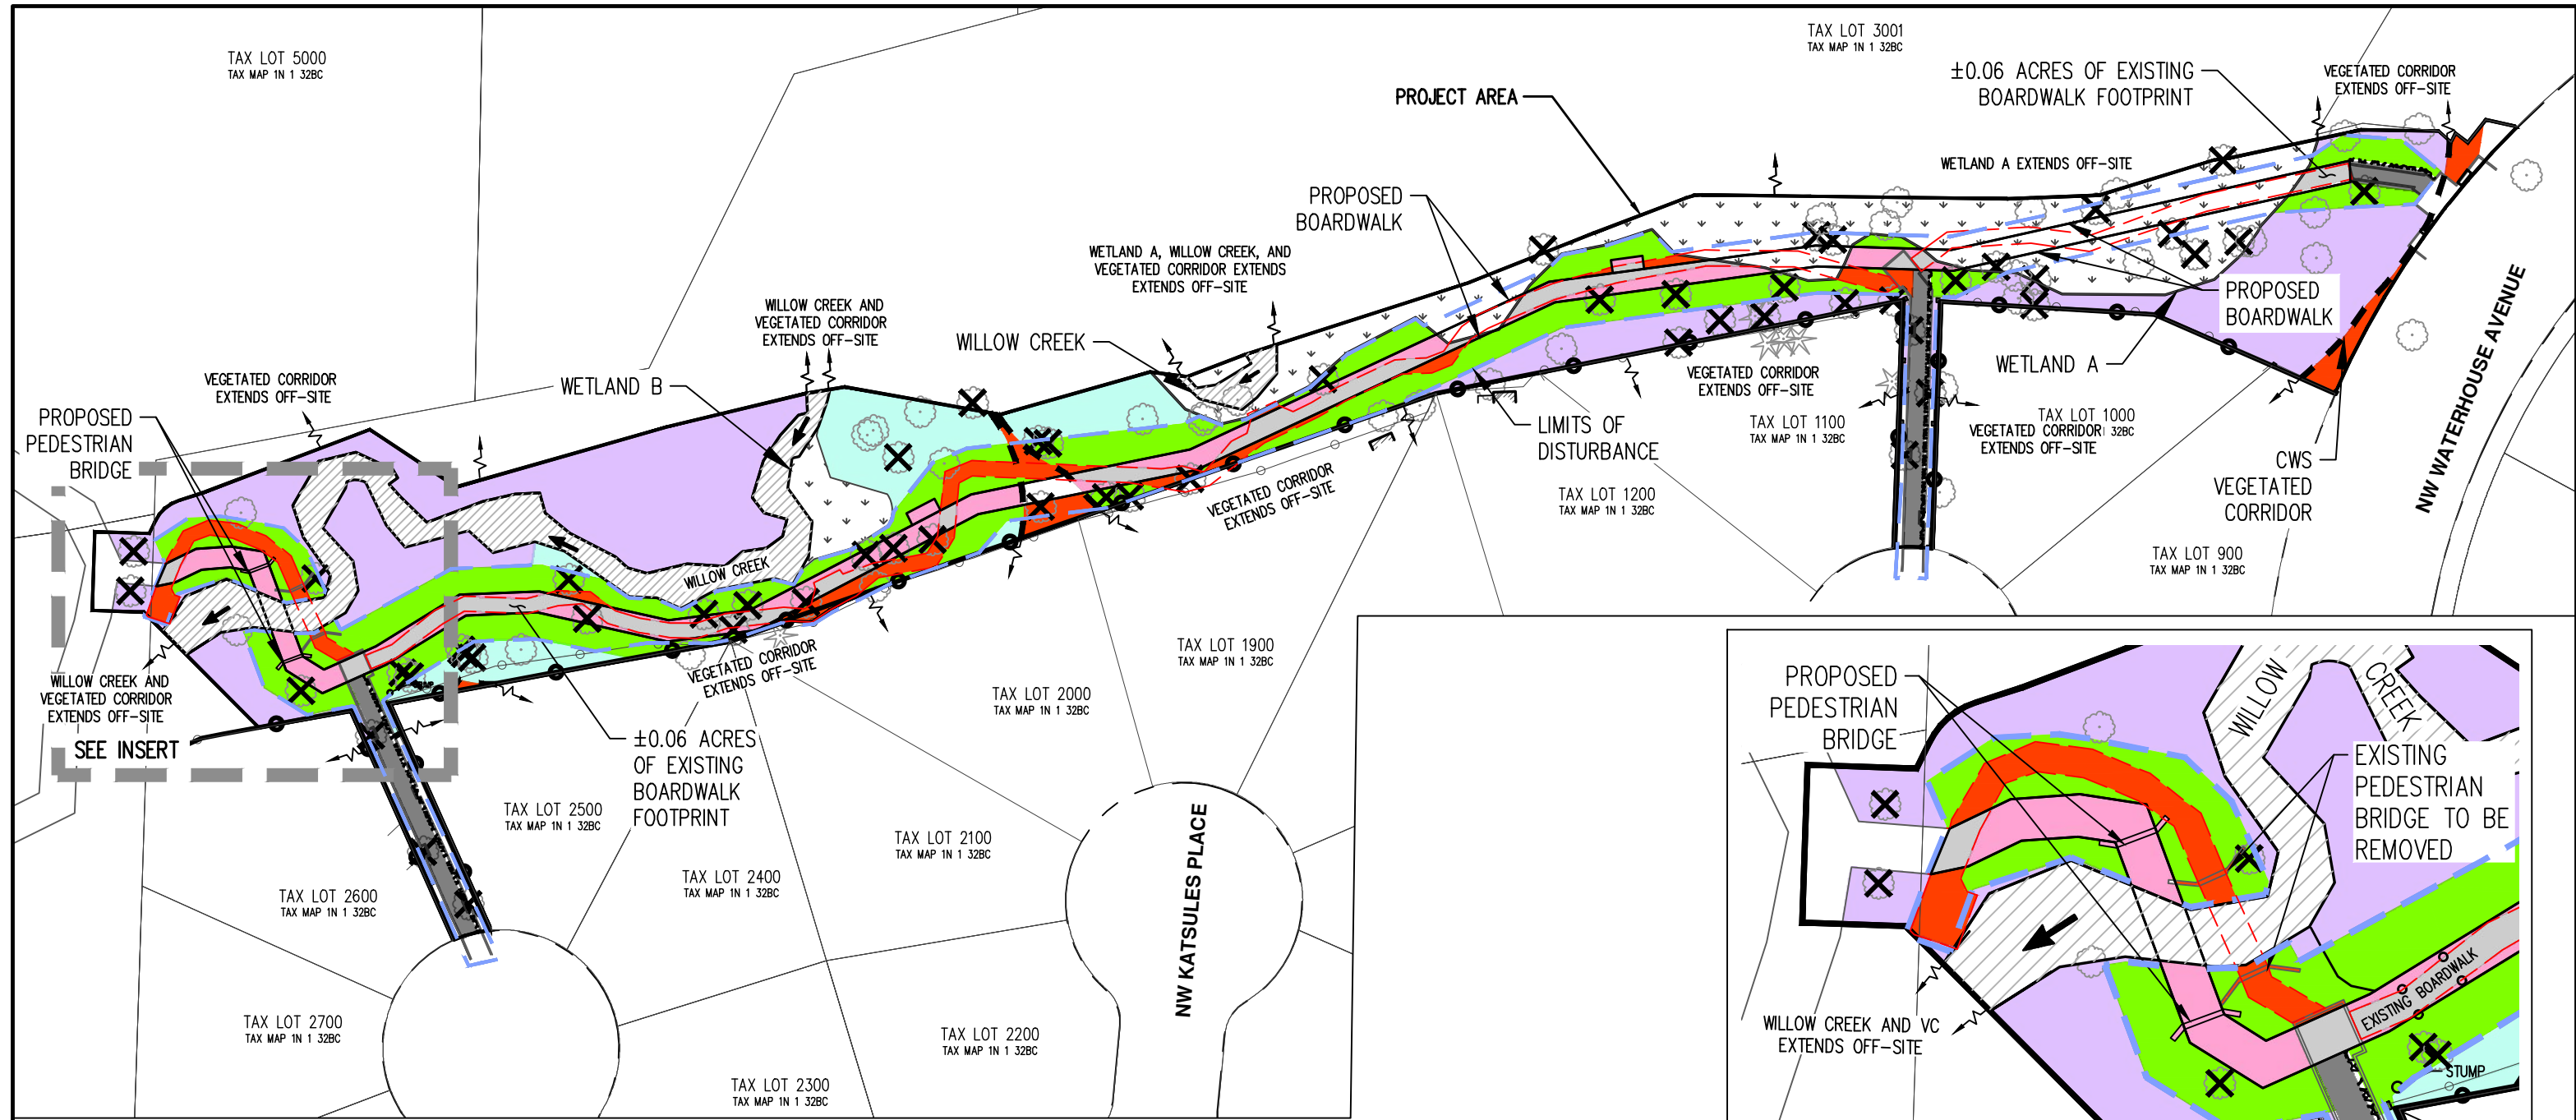 TAX LOT 5000
TAX MAP 1N 1 32BC
TAX LOT 3001
TAX MAP 1N 1 32BC
PROJECT AREA
±0.06 ACRES OF EXISTING
BOARDWALK FOOTPRINT
VEGETATED CORRIDOR
EXTENDS OFF-SITE
WETLAND A EXTENDS OFF-SITE
PROPOSED
BOARDWALK
WETLAND A, WILLOW CREEK, AND
VEGETATED CORRIDOR EXTENDS
EXTENDS OFF-SITE
WILLOW CREEK AND
VEGETATED CORRIDOR
EXTENDS OFF-SITE
WILLOW CREEK
WETLAND B
VEGETATED CORRIDOR
EXTENDS OFF-SITE
PROPOSED
PEDESTRIAN
BRIDGE
PROPOSED
BOARDWALK
WETLAND A
NW WATERHOUSE AVENUE
VEGETATED CORRIDOR
EXTENDS OFF-SITE
TAX LOT 1100
TAX MAP 1N 1 32BC
TAX LOT 1000
VEGETATED CORRIDOR 32BC
EXTENDS OFF-SITE
LIMITS OF
DISTURBANCE
CWS
VEGETATED
CORRIDOR
TAX LOT 1200
TAX MAP 1N 1 32BC
VEGETATED CORRIDOR
EXTENDS OFF-SITE
TAX LOT 900
TAX MAP 1N 1 32BC
WILLOW CREEK
WILLOW CREEK AND
VEGETATED CORRIDOR
EXTENDS OFF-SITE
SEE INSERT
VEGETATED CORRIDOR
EXTENDS OFF-SITE
TAX LOT 1900
TAX MAP 1N 1 32BC
TAX LOT 2000
TAX MAP 1N 1 32BC
±0.06 ACRES
OF EXISTING
BOARDWALK
FOOTPRINT
TAX LOT 2500
TAX MAP 1N 1 32BC
TAX LOT 2100
TAX MAP 1N 1 32BC
TAX LOT 2400
TAX MAP 1N 1 32BC
TAX LOT 2600
TAX MAP 1N 1 32BC
NW KATSULES PLACE
TAX LOT 2700
TAX MAP 1N 1 32BC
TAX LOT 2200
TAX MAP 1N 1 32BC
TAX LOT 2300
TAX MAP 1N 1 32BC
PROPOSED
PEDESTRIAN
BRIDGE
WILLOW
CREEK
EXISTING
PEDESTRIAN
BRIDGE TO BE
REMOVED
EXISTING BOARDWALK
WILLOW CREEK AND VC
EXTENDS OFF-SITE
STUMP